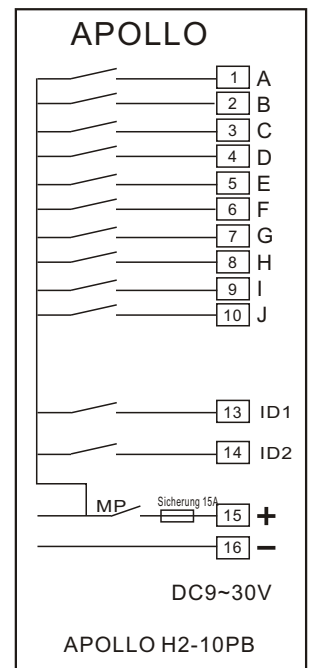 APOLLO
1 A
2 B
3 C
4 D
5 E
6 F
7 G
8 H
9 I
10 J
13 ID1
14 ID2
MP Sicherung 15A 15 +
16 −
DC9~30V
APOLLO H2-10PB